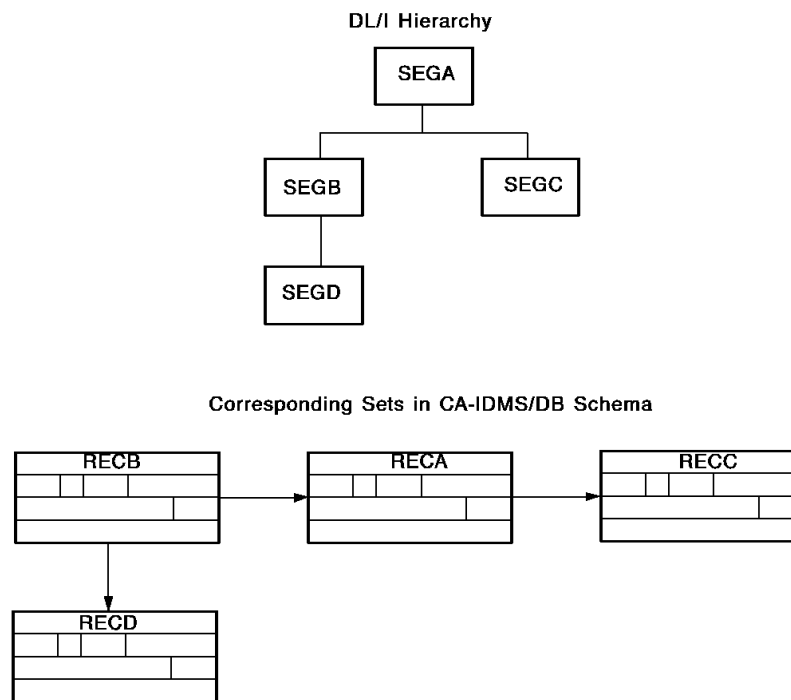 DL/I Hierarchy
SEGA
SEGB
SEGC
SEGD
Corresponding Sets in CA-IDMS/DB Schema
RECB
RECA
RECC
RECD